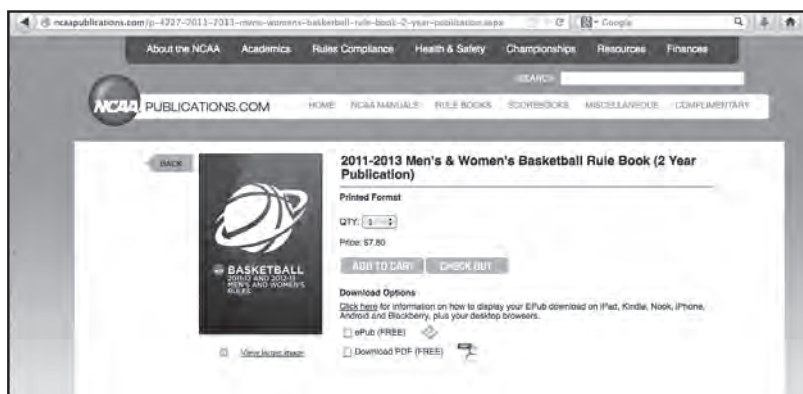 ncaapublications.com/p-4227-2011-2013-mens-womens-basketball-rule-book-2-year-publication.aspx
Google
About the NCAA Academics Rules Compliance Health & Safety Championships Resources Finances
SEARCH
NCAA PUBLICATIONS.COM HOME NCAA MANUALS RULE BOOKS SCOREBOOKS MISCELLANEOUS COMPLIMENTARY
BACK
2011-2013 Men's & Women's Basketball Rule Book (2 Year
Publication)
Printed Format
QTY: 1
Price: $7.80
ADD TO CART CHECK OUT
BASKETBALL
2011-12 AND 2012-13
MEN'S AND WOMEN'S
RULES
Download Options
Click here for information on how to display your EPub download on iPad, Kindle, Nook, iPhone,
Android and Blackberry, plus your desktop browsers.
ePub (FREE)
View larger image
Download PDF (FREE)